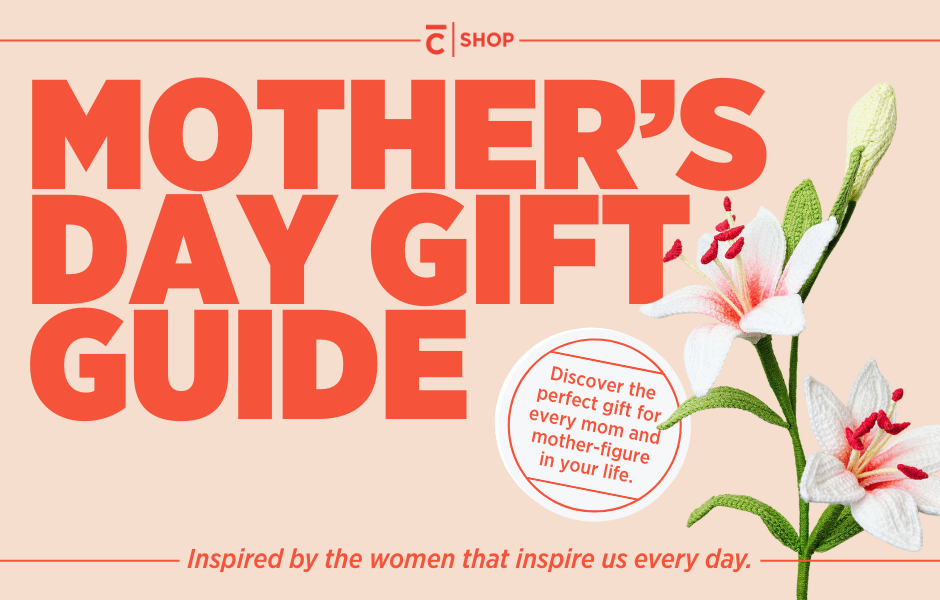 C | SHOP
MOTHER'S
DAY GIFT
GUIDE
Discover the
perfect gift for
every mom and
mother-figure
in your life.
Inspired by the women that inspire us every day.